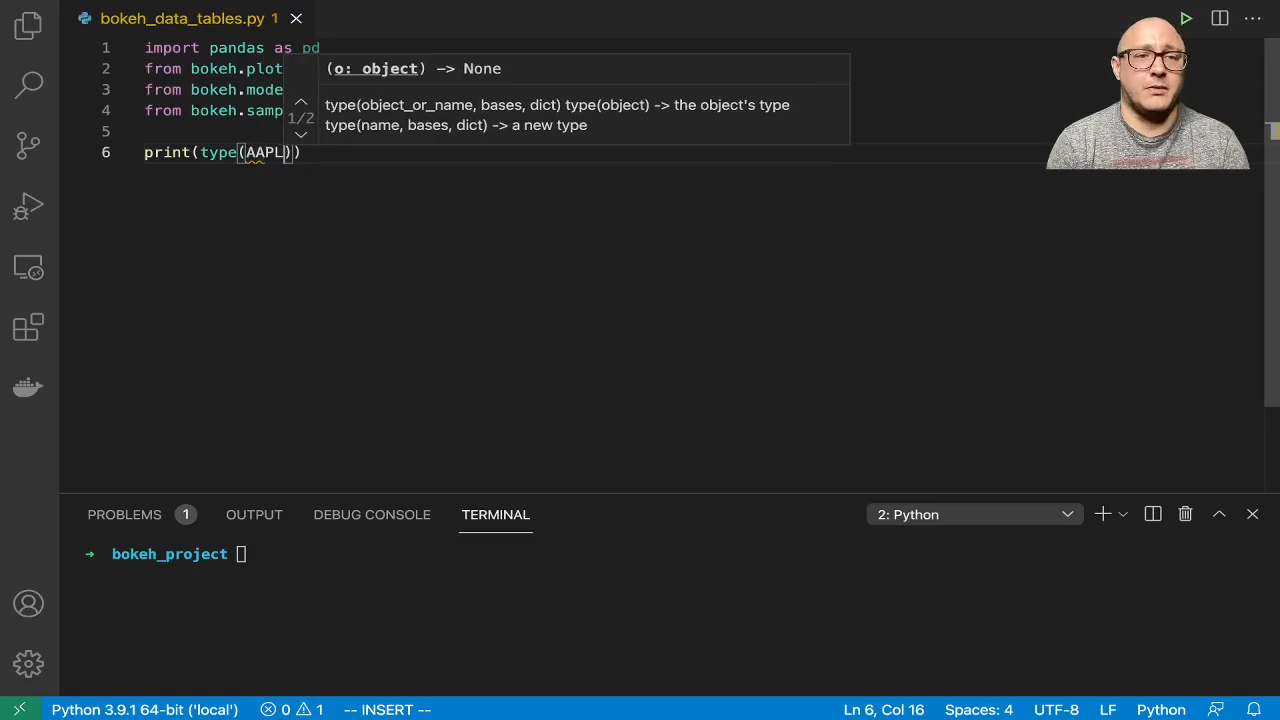 bokeh_data_tables.py 1
1 import pandas as pd
2 from bokeh.plot
3 from bokeh.mode
4 from bokeh.samp
5
6 print(type(AAPL))
1/2
(o: object) -> None
type(object_or_name, bases, dict) type(object) -> the object's type
type(name, bases, dict) -> a new type
PROBLEMS 1 OUTPUT DEBUG CONSOLE TERMINAL 2: Python
→ bokeh_project
Python 3.9.1 64-bit ('local') 0 1 -- INSERT -- Ln 6, Col 16 Spaces: 4 UTF-8 LF Python